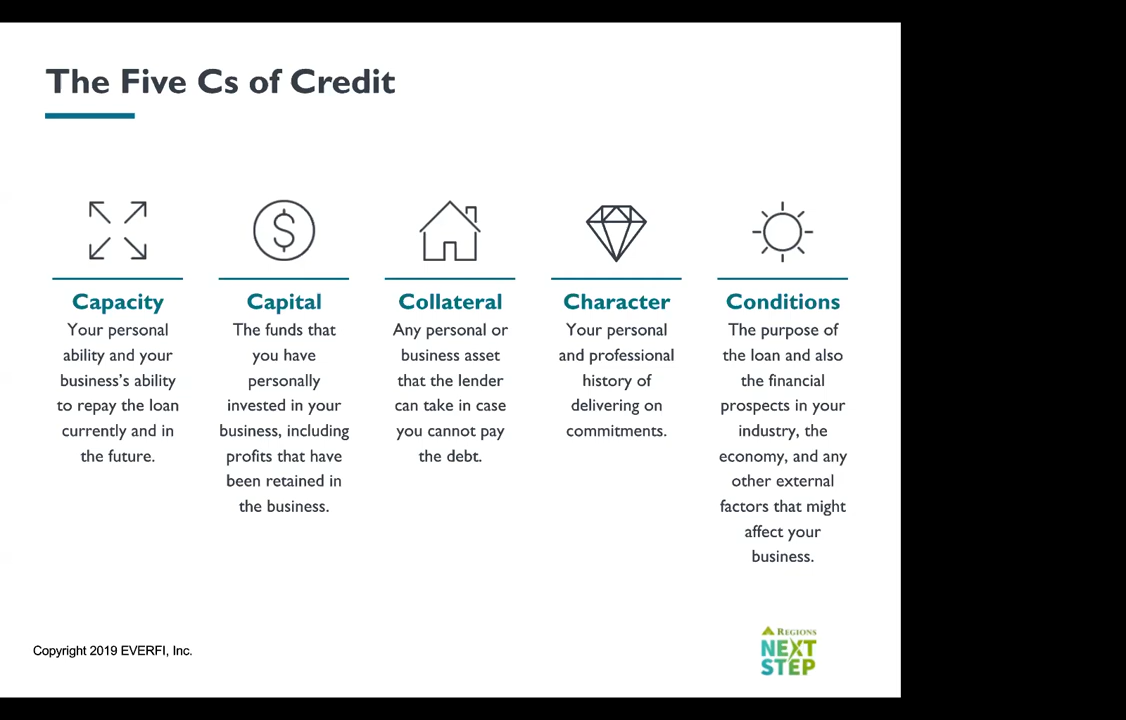 The Five Cs of Credit
Capacity
Your personal
ability and your
business's ability
to repay the loan
currently and in
the future.
Capital
The funds that
you have
personally
invested in your
business, including
profits that have
been retained in
the business.
Collateral
Any personal or
business asset
that the lender
can take in case
you cannot pay
the debt.
Character
Your personal
and professional
history of
delivering on
commitments.
Conditions
The purpose of
the loan and also
the financial
prospects in your
industry, the
economy, and any
other external
factors that might
affect your
business.
Copyright 2019 EVERFI, Inc.
REGIONS
NEXT
STEP